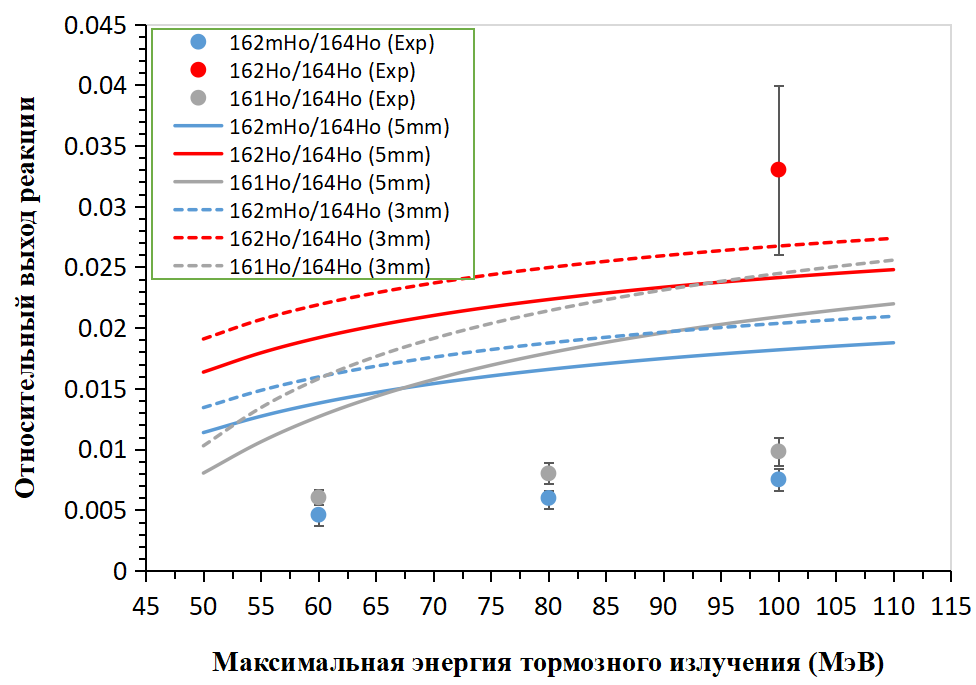 0.045
0.04
0.035
0.03
0.025
0.02
0.015
0.01
0.005
0
Относительный выход реакции
162mHo/164Ho (Exp)
162Ho/164Ho (Exp)
161Ho/164Ho (Exp)
162mHo/164Ho (5mm)
162Ho/164Ho (5mm)
161Ho/164Ho (5mm)
162mHo/164Ho (3mm)
162Ho/164Ho (3mm)
161Ho/164Ho (3mm)
45 50 55 60 65 70 75 80 85 90 95 100 105 110 115
Максимальная энергия тормозного излучения (МэВ)